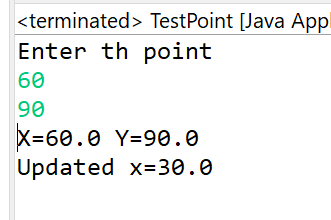 <terminated> TestPoint [Java Appl
Enter th point
60
90
X=60.0 Y=90.0
Updated x=30.0